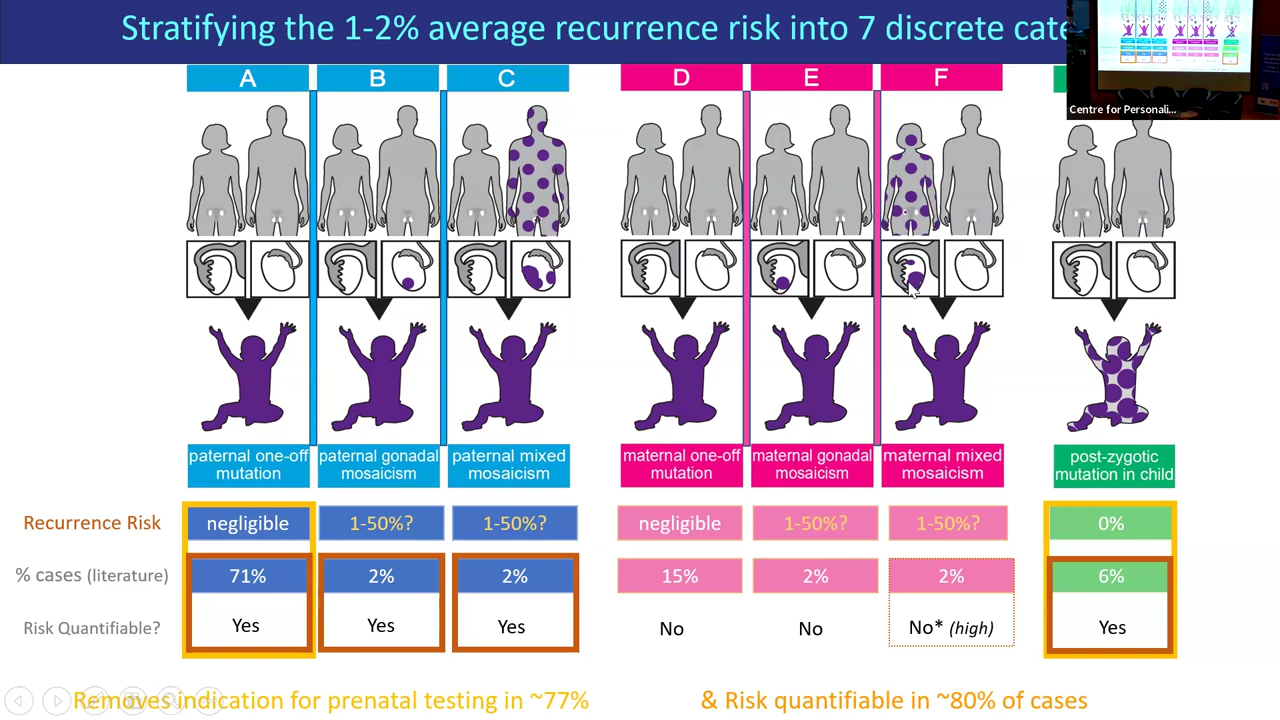 Stratifying the 1-2% average recurrence risk into 7 discrete cate
Centre for Personali...
A B C D E F
paternal one-off mutation
paternal gonadal mosaicism
paternal mixed mosaicism
maternal one-off mutation
maternal gonadal mosaicism
maternal mixed mosaicism
post-zygotic mutation in child
Recurrence Risk negligible 1-50%? 1-50%? negligible 1-50%? 1-50%? 0%
% cases (literature) 71% 2% 2% 15% 2% 2% 6%
Risk Quantifiable? Yes Yes Yes No No No* (high) Yes
Removes indication for prenatal testing in ~77% & Risk quantifiable in ~80% of cases